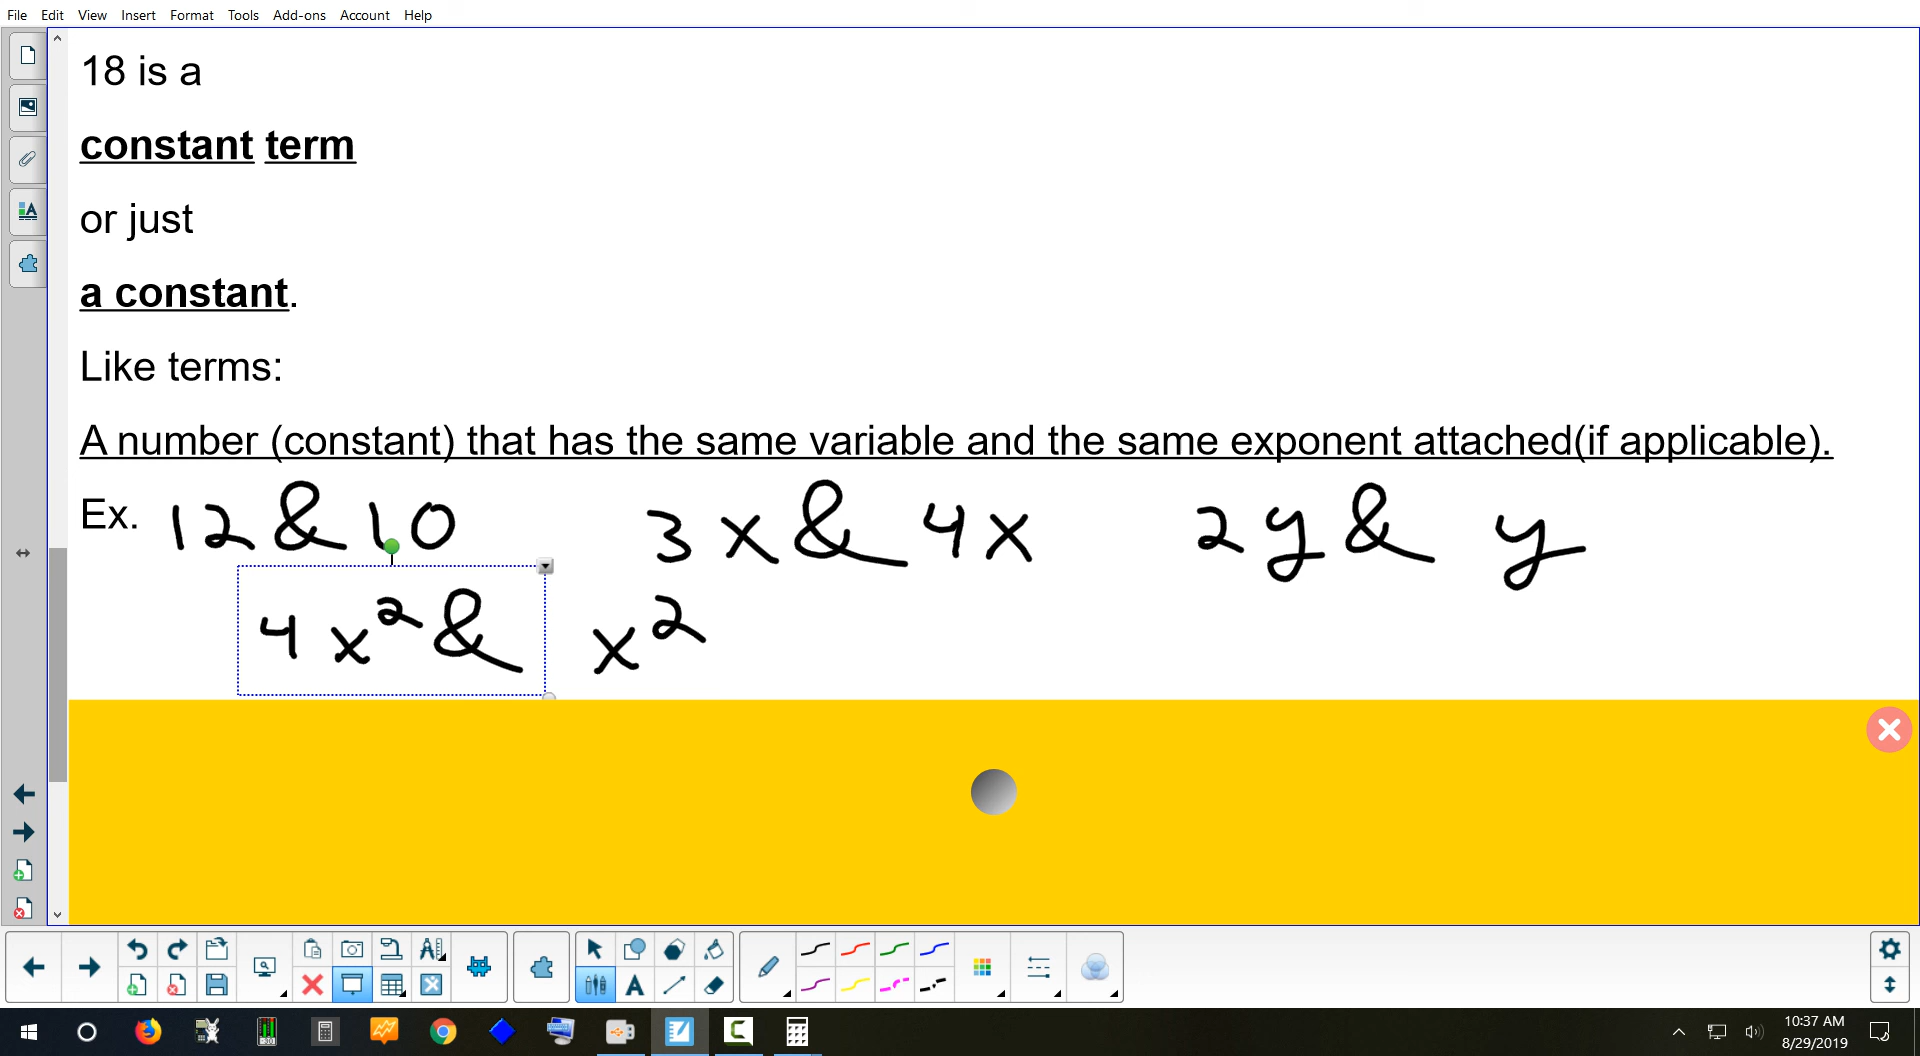 File Edit View Insert Format Tools Add-ons Account Help
18 is a
constant term
or just
a constant.
Like terms:
A number (constant) that has the same variable and the same exponent attached(if applicable).
Ex. 12 & 10 3x & 4x 2y & y
4x² & x²
10:37 AM
8/29/2019